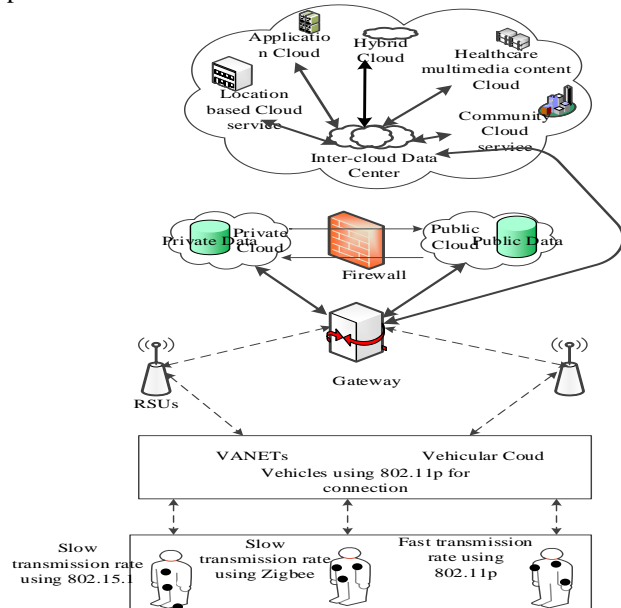 Applicatio
n Cloud
Hybrid
Cloud
Healthcare
multimedia content
Cloud
Location
based Cloud
service
Community
Cloud
service
Inter-cloud Data
Center
Private Data
Private
Cloud
Firewall
Public
Cloud
Public Data
Gateway
RSUs
VANETs
Vehicular Coud
Vehicles using 802.11p for
connection
Slow
transmission rate
using 802.15.1
Slow
transmission rate
using Zigbee
Fast transmission
rate using
802.11p